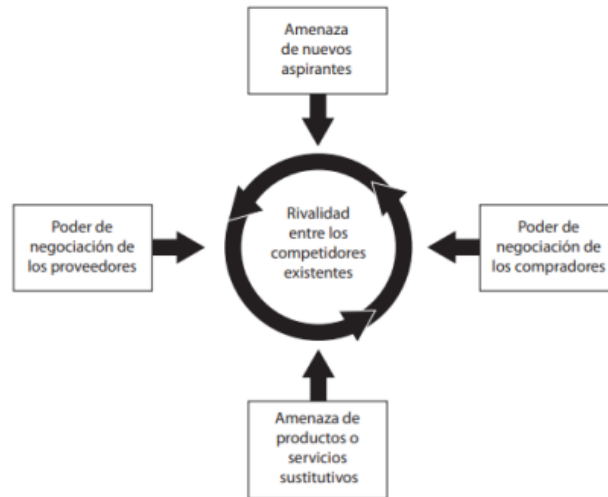 Amenaza
de nuevos
aspirantes
Poder de
negociación de
los proveedores
Rivalidad
entre los
competidores
existentes
Poder de
negociación de
los compradores
Amenaza de
productos o
servicios
sustitutivos